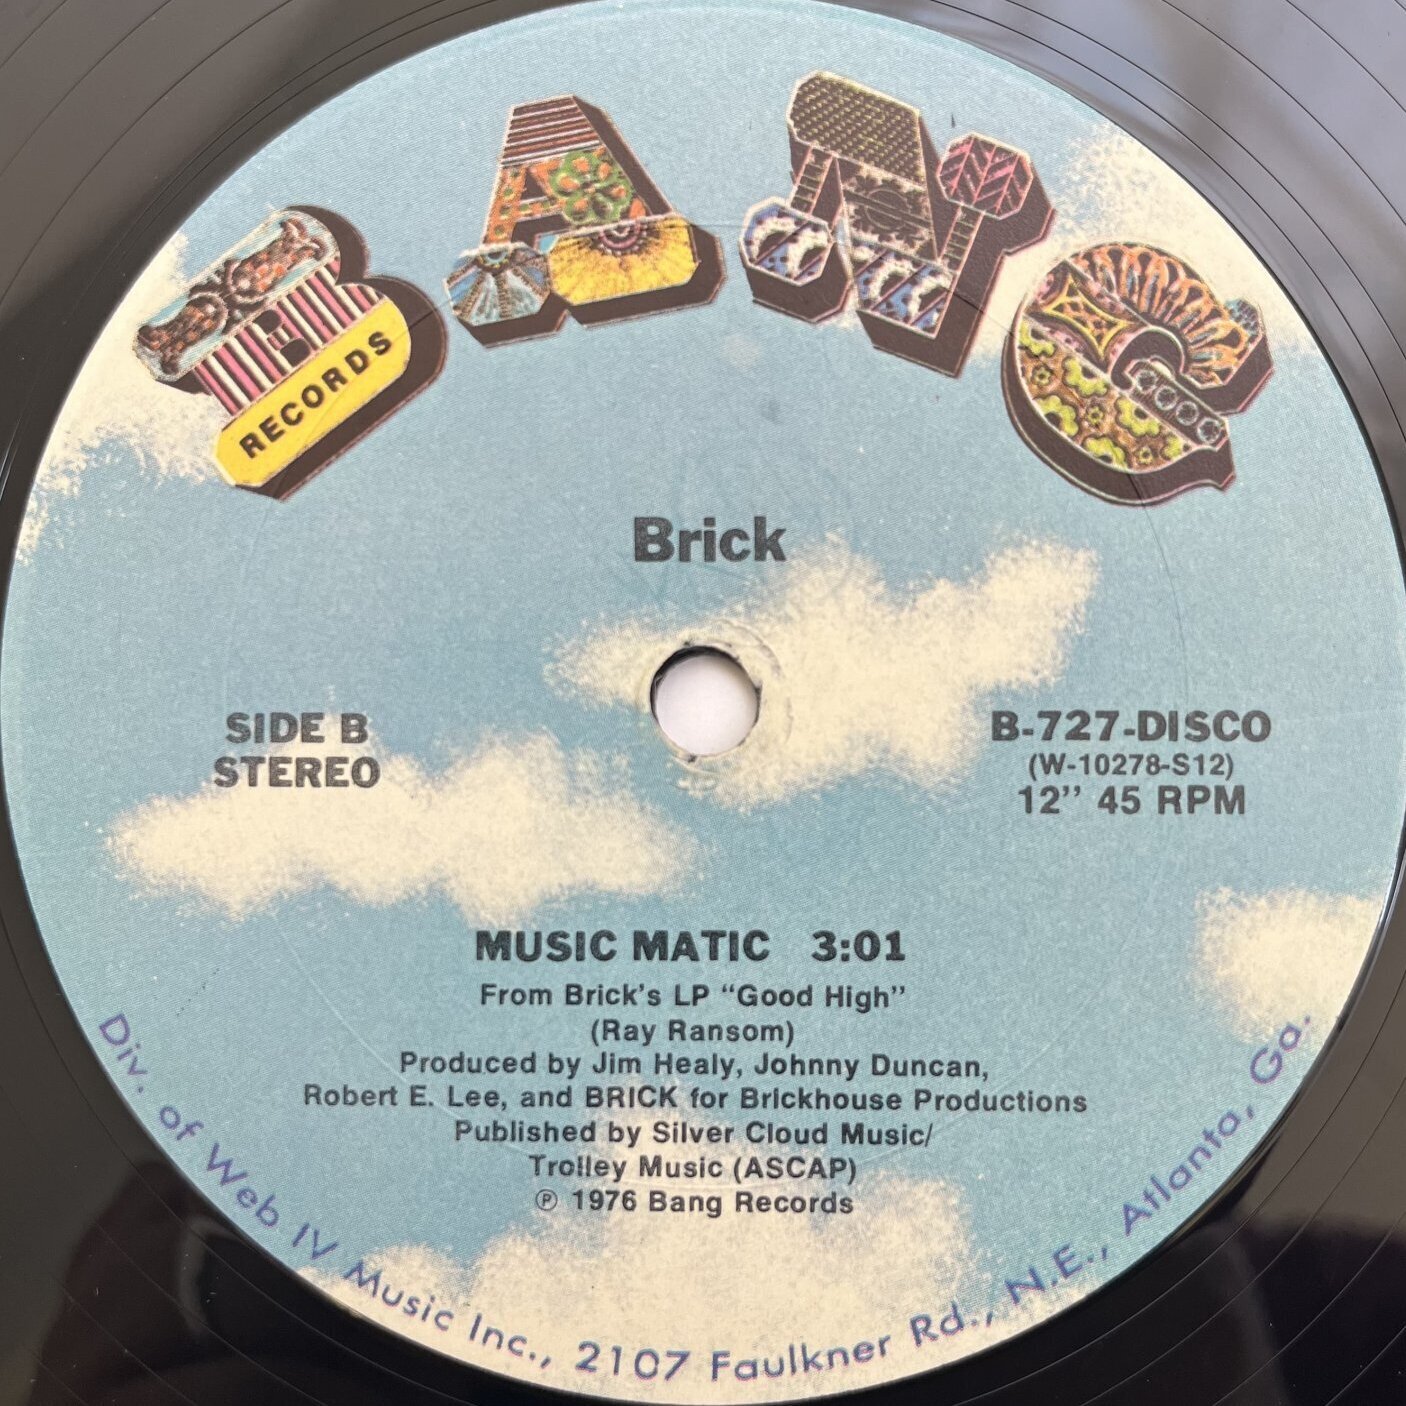 BANG
RECORDS
Brick
SIDE B
STEREO
B-727-DISCO
(W-10278-S12)
12" 45 RPM
MUSIC MATIC 3:01
From Brick's LP "Good High"
(Ray Ransom)
Produced by Jim Healy, Johnny Duncan,
Robert E. Lee, and BRICK for Brickhouse Productions
Published by Silver Cloud Music/
Trolley Music (ASCAP)
℗ 1976 Bang Records
Div. of Web IV Music Inc., 2107 Faulkner Rd., N.E., Atlanta, Ga.